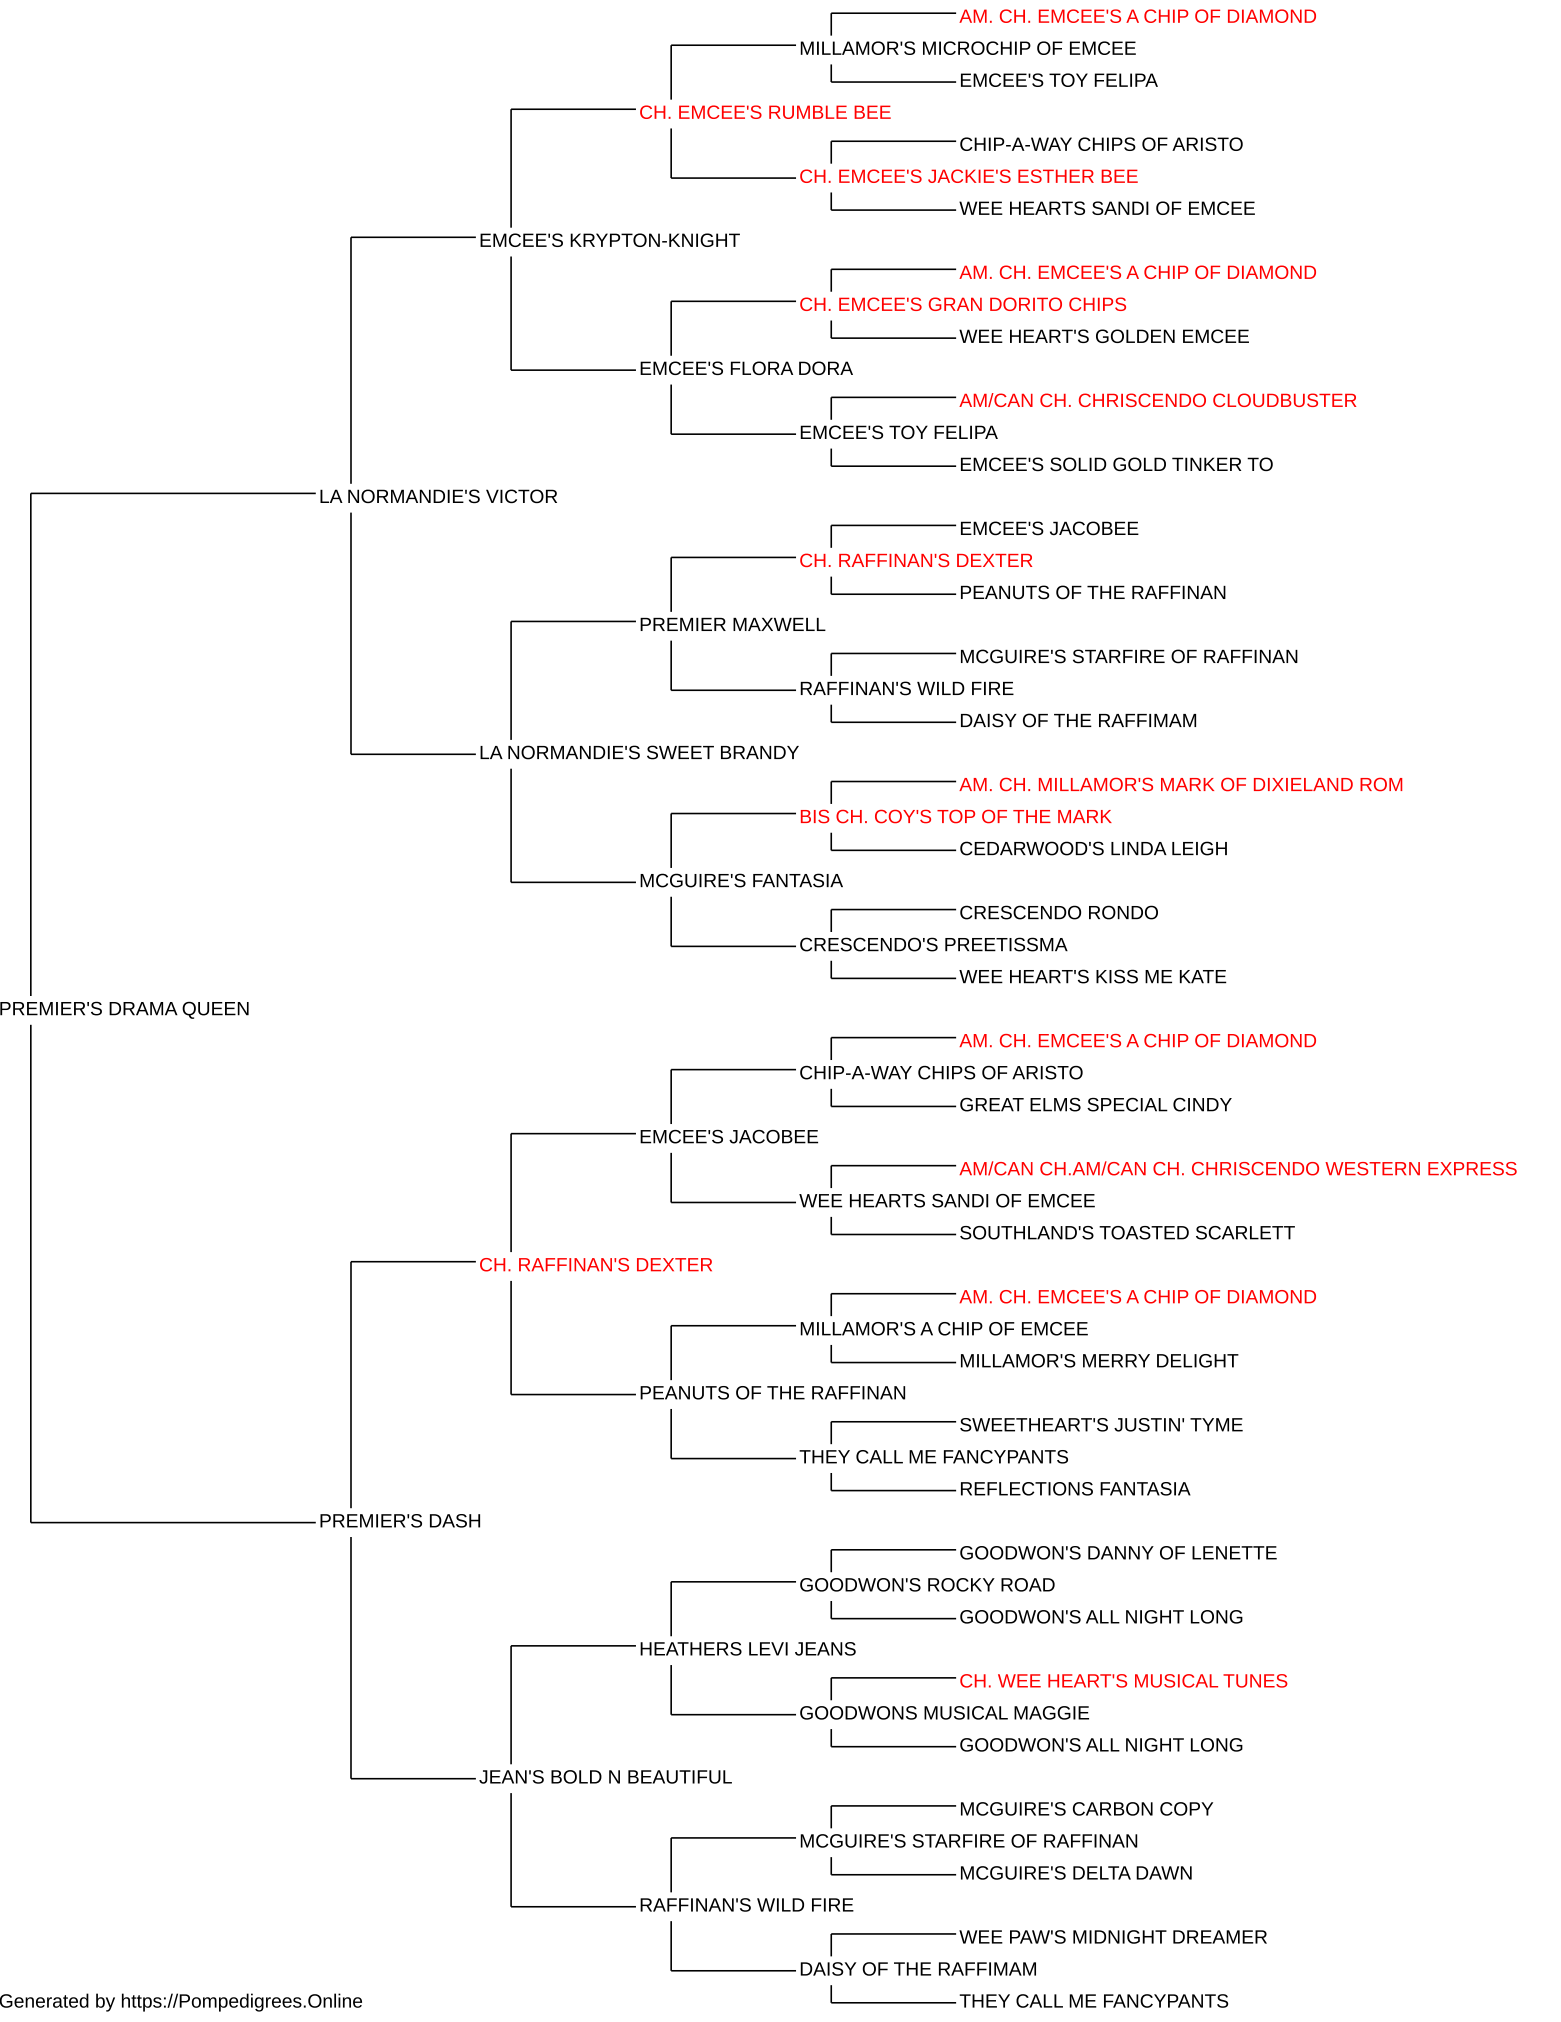 AM. CH. EMCEE'S A CHIP OF DIAMOND
MILLAMOR'S MICROCHIP OF EMCEE
EMCEE'S TOY FELIPA
CH. EMCEE'S RUMBLE BEE
CHIP-A-WAY CHIPS OF ARISTO
CH. EMCEE'S JACKIE'S ESTHER BEE
WEE HEARTS SANDI OF EMCEE
EMCEE'S KRYPTON-KNIGHT
AM. CH. EMCEE'S A CHIP OF DIAMOND
CH. EMCEE'S GRAN DORITO CHIPS
WEE HEART'S GOLDEN EMCEE
EMCEE'S FLORA DORA
AM/CAN CH. CHRISCENDO CLOUDBUSTER
EMCEE'S TOY FELIPA
EMCEE'S SOLID GOLD TINKER TO
LA NORMANDIE'S VICTOR
EMCEE'S JACOBEE
CH. RAFFINAN'S DEXTER
PEANUTS OF THE RAFFINAN
PREMIER MAXWELL
MCGUIRE'S STARFIRE OF RAFFINAN
RAFFINAN'S WILD FIRE
DAISY OF THE RAFFIMAM
LA NORMANDIE'S SWEET BRANDY
AM. CH. MILLAMOR'S MARK OF DIXIELAND ROM
BIS CH. COY'S TOP OF THE MARK
CEDARWOOD'S LINDA LEIGH
MCGUIRE'S FANTASIA
CRESCENDO RONDO
CRESCENDO'S PREETISSMA
WEE HEART'S KISS ME KATE
PREMIER'S DRAMA QUEEN
AM. CH. EMCEE'S A CHIP OF DIAMOND
CHIP-A-WAY CHIPS OF ARISTO
GREAT ELMS SPECIAL CINDY
EMCEE'S JACOBEE
AM/CAN CH.AM/CAN CH. CHRISCENDO WESTERN EXPRESS
WEE HEARTS SANDI OF EMCEE
SOUTHLAND'S TOASTED SCARLETT
CH. RAFFINAN'S DEXTER
AM. CH. EMCEE'S A CHIP OF DIAMOND
MILLAMOR'S A CHIP OF EMCEE
MILLAMOR'S MERRY DELIGHT
PEANUTS OF THE RAFFINAN
SWEETHEART'S JUSTIN' TYME
THEY CALL ME FANCYPANTS
REFLECTIONS FANTASIA
PREMIER'S DASH
GOODWON'S DANNY OF LENETTE
GOODWON'S ROCKY ROAD
GOODWON'S ALL NIGHT LONG
HEATHERS LEVI JEANS
CH. WEE HEART'S MUSICAL TUNES
GOODWONS MUSICAL MAGGIE
GOODWON'S ALL NIGHT LONG
JEAN'S BOLD N BEAUTIFUL
MCGUIRE'S CARBON COPY
MCGUIRE'S STARFIRE OF RAFFINAN
MCGUIRE'S DELTA DAWN
RAFFINAN'S WILD FIRE
WEE PAW'S MIDNIGHT DREAMER
DAISY OF THE RAFFIMAM
THEY CALL ME FANCYPANTS
Generated by https://Pompedigrees.Online